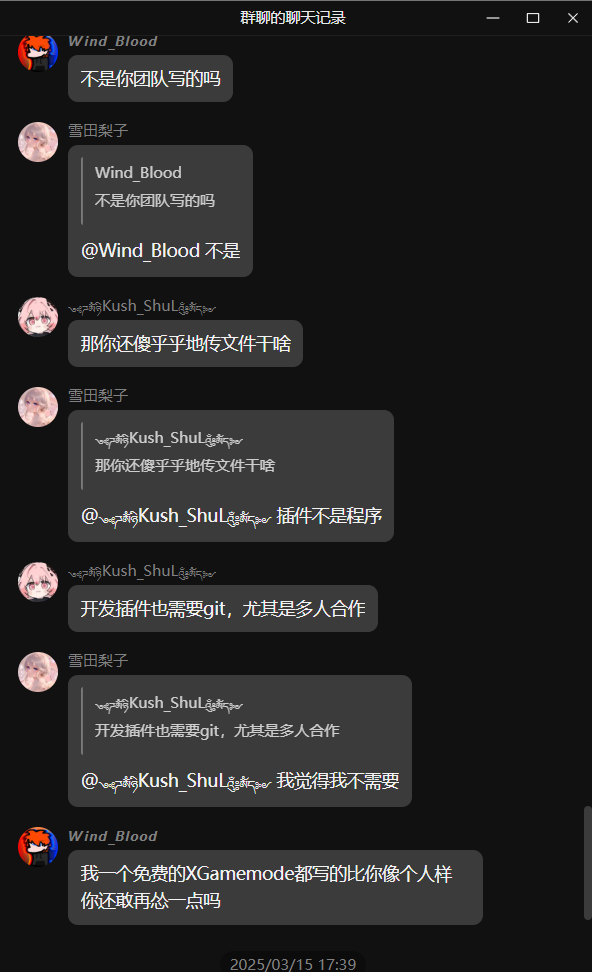 群聊的聊天记录
Wind_Blood
不是你团队写的吗
雪田梨子
Wind_Blood
不是你团队写的吗
@Wind_Blood 不是
Kush_ShuL
那你还傻乎乎地传文件干啥
雪田梨子
Kush_ShuL
那你还傻乎乎地传文件干啥
@Kush_ShuL 插件不是程序
Kush_ShuL
开发插件也需要git，尤其是多人合作
雪田梨子
Kush_ShuL
开发插件也需要git，尤其是多人合作
@Kush_ShuL 我觉得我不需要
Wind_Blood
我一个免费的XGamemode都写的比你像个人样
你还敢再怂一点吗
2025/03/15 17:39